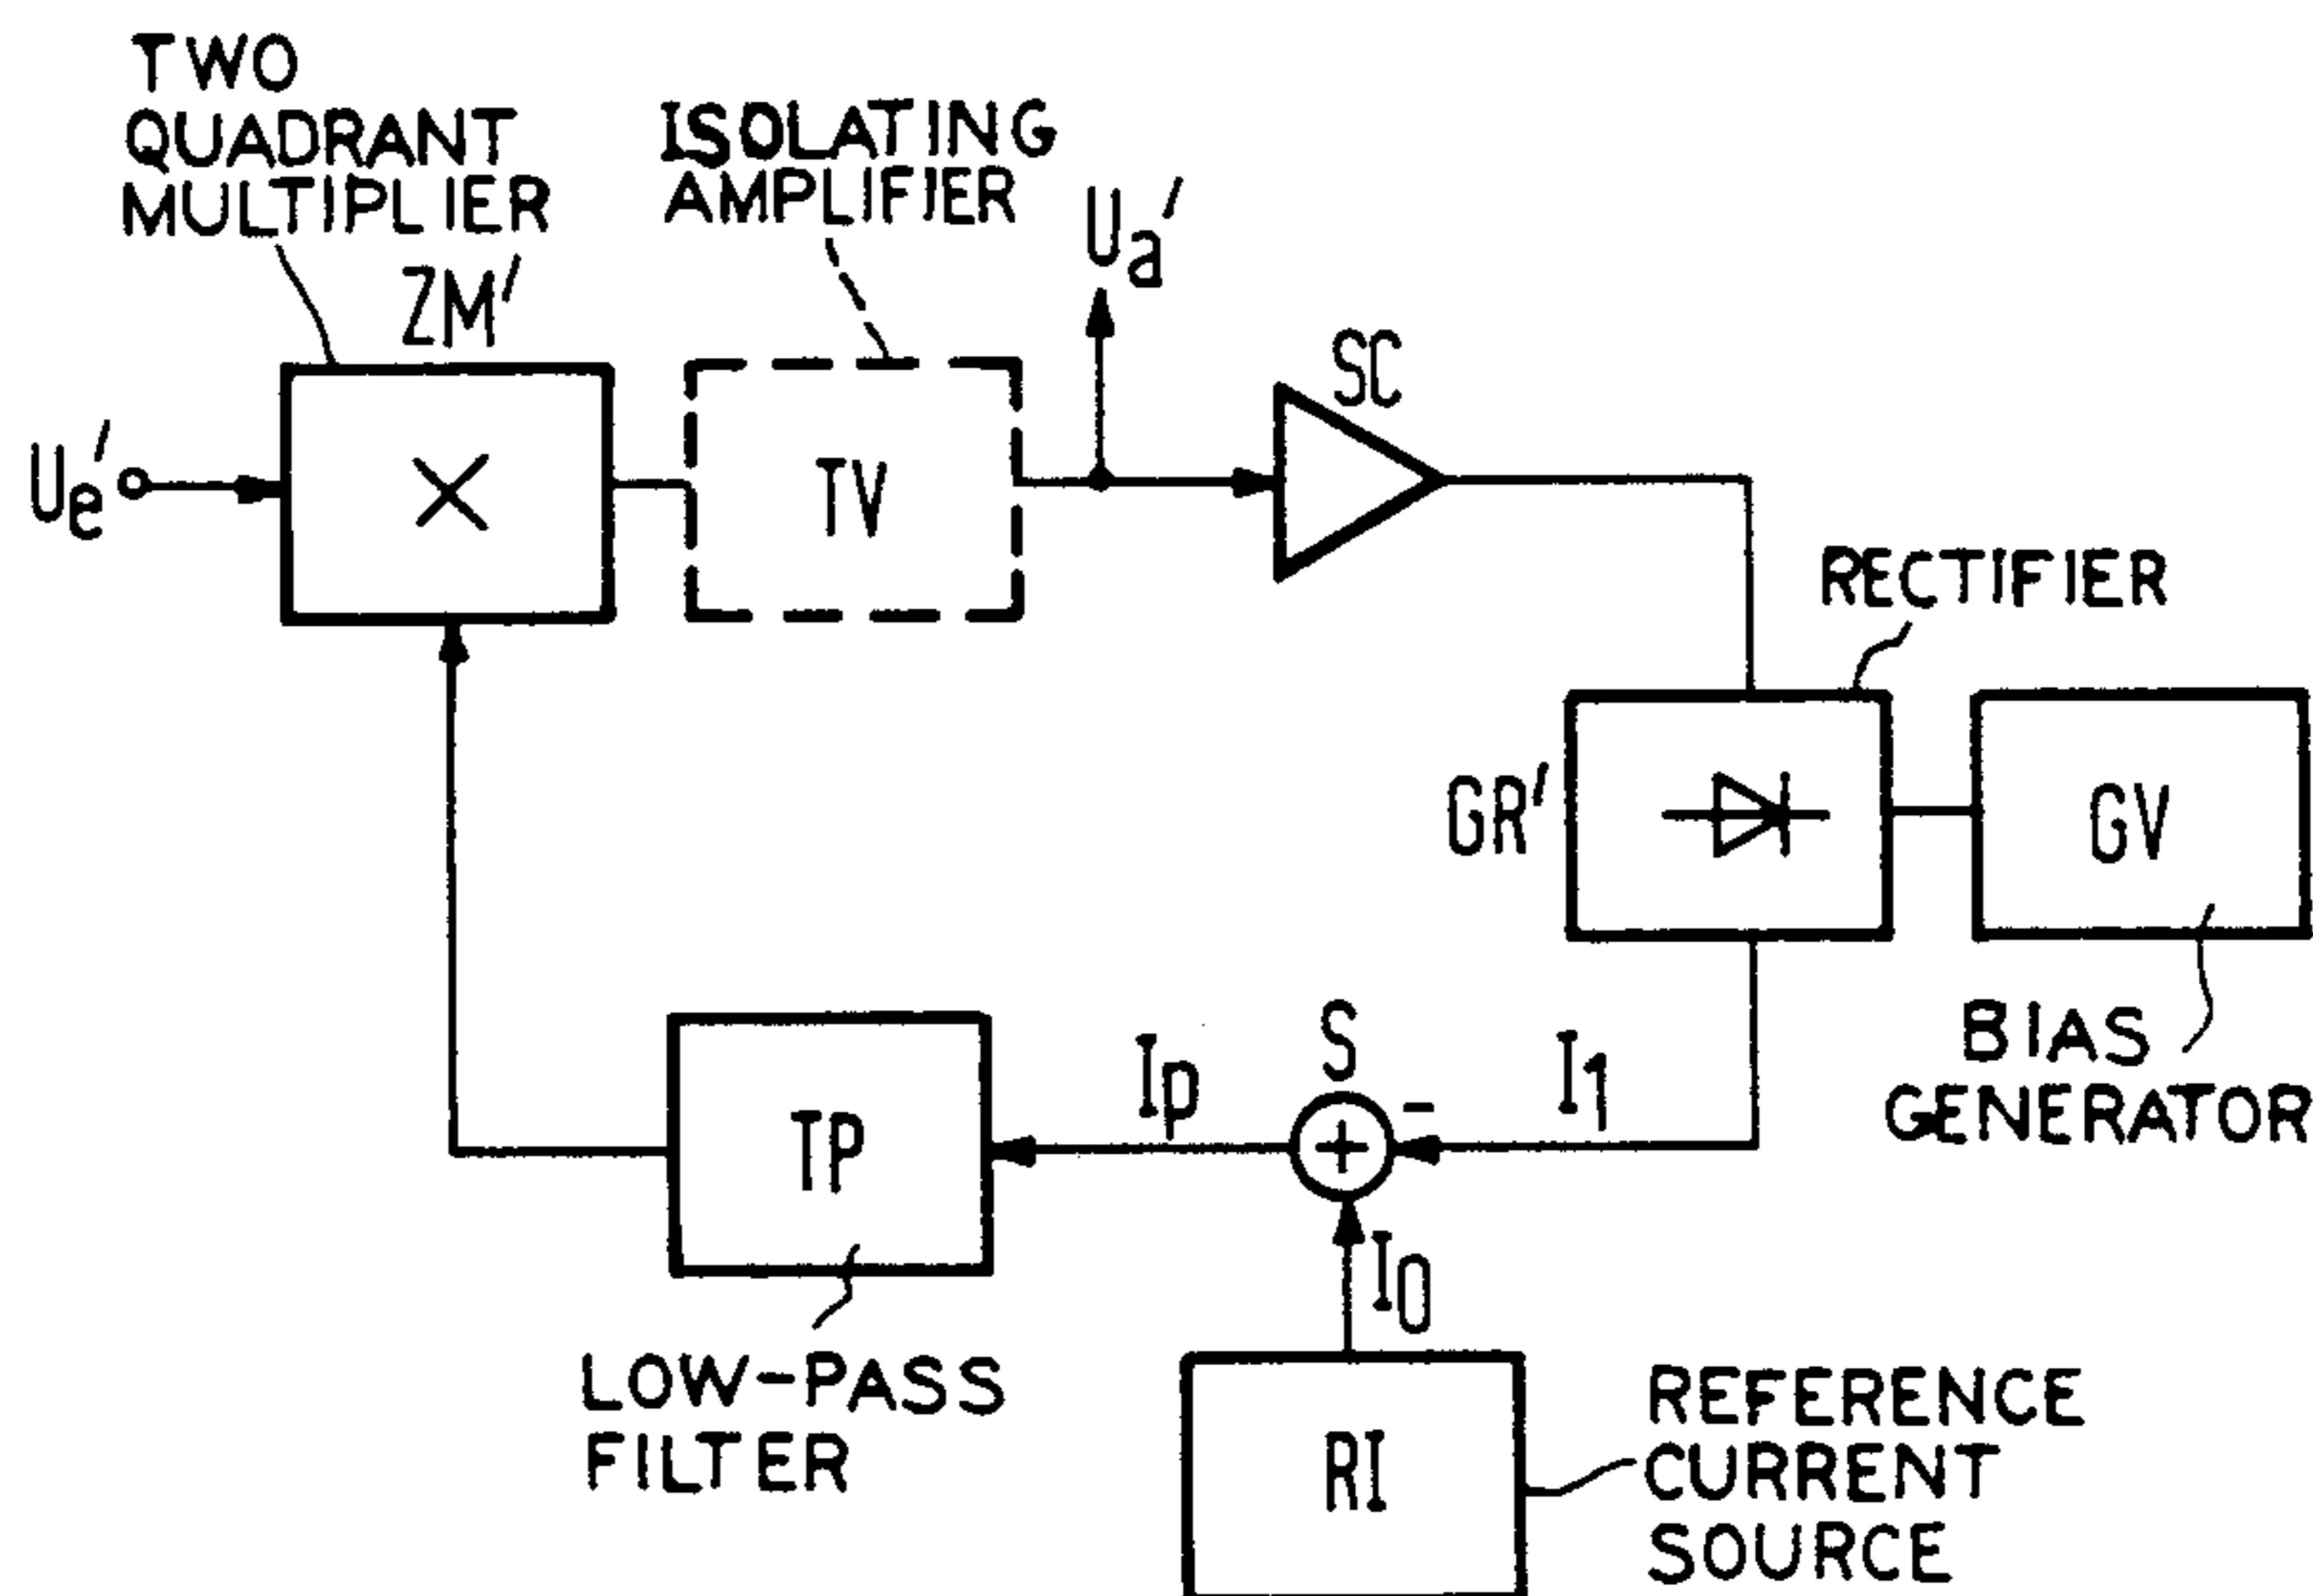 TWO
QUADRANT
MULTIPLIER
ZM'
ISOLATING
AMPLIFIER
Ua'
SC
Ue'
TV
RECTIFIER
GR'
GV
BIAS
GENERATOR
S
-
+
I1
Ip
TP
I0
LOW-PASS
FILTER
RI
REFERENCE
CURRENT
SOURCE